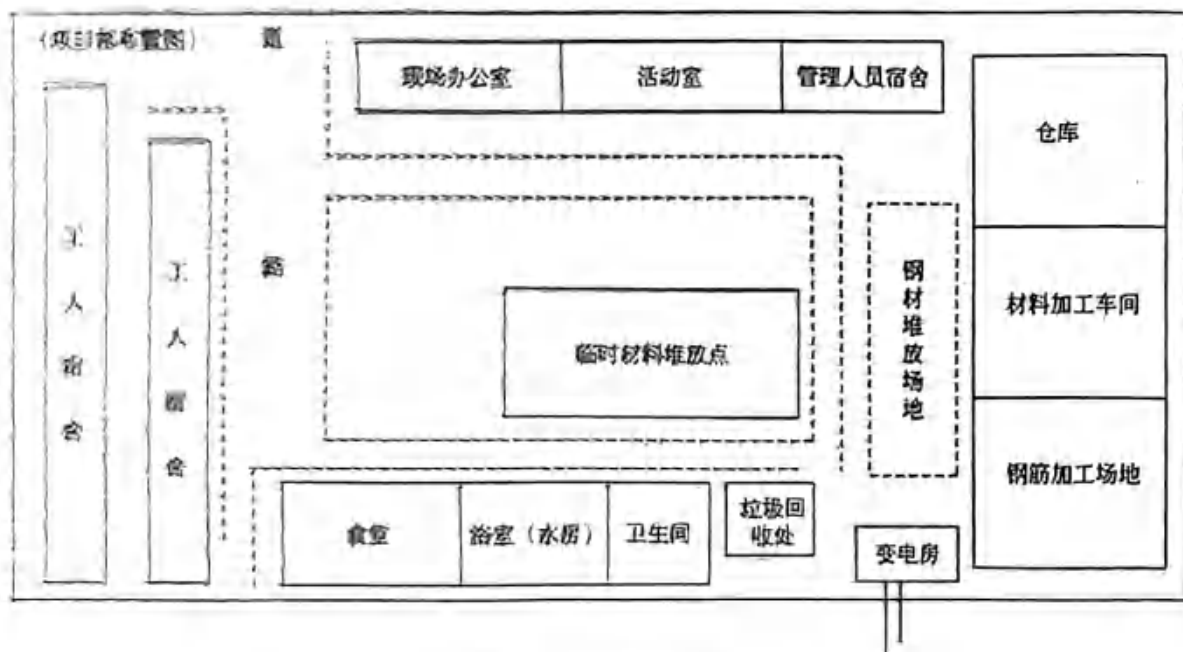 (项目部布置图)
道
路
现场办公室
活动室
管理人员宿舍
仓库
材料加工车间
钢筋加工场地
钢材堆放场地
临时材料堆放点
工人宿舍
工人宿舍
食堂
浴室（水房）
卫生间
垃圾回
收处
变电房